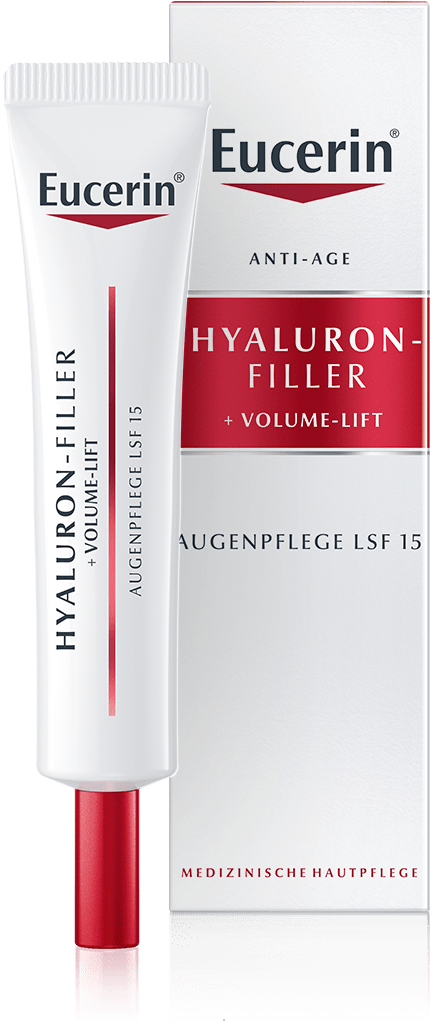 Eucerin®
HYALURON-FILLER
+ VOLUME-LIFT
AUGENPFLEGE LSF 15
Eucerin®
ANTI-AGE
HYALURON-
FILLER
+ VOLUME-LIFT
AUGENPFLEGE LSF 15
MEDIZINISCHE HAUTPFLEGE